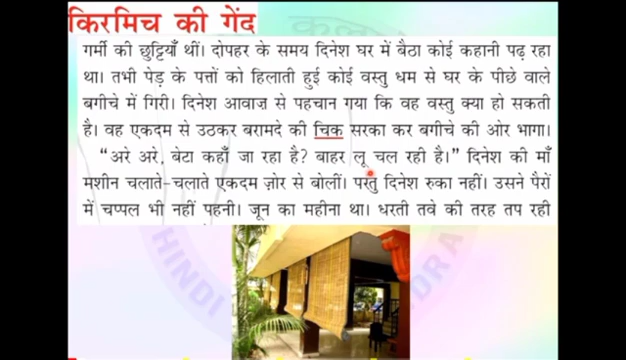 किरमिच की गेंद
गर्मी की छुट्टियाँ थीं। दोपहर के समय दिनेश घर में बैठा कोई कहानी पढ़ रहा
था। तभी पेड़ के पत्तों को हिलाती हुई कोई वस्तु धम से घर के पीछे वाले
बगीचे में गिरी। दिनेश आवाज़ से पहचान गया कि वह वस्तु क्या हो सकती
है। वह एकदम से उठकर बरामदे की चिक सरका कर बगीचे की ओर भागा।
“अरे अरे, बेटा कहाँ जा रहा है? बाहर लू चल रही है।” दिनेश की माँ
मशीन चलाते-चलाते एकदम ज़ोर से बोलीं। परंतु दिनेश रुका नहीं। उसने पैरों
में चप्पल भी नहीं पहनी। जून का महीना था। धरती तवे की तरह तप रही
HINDI